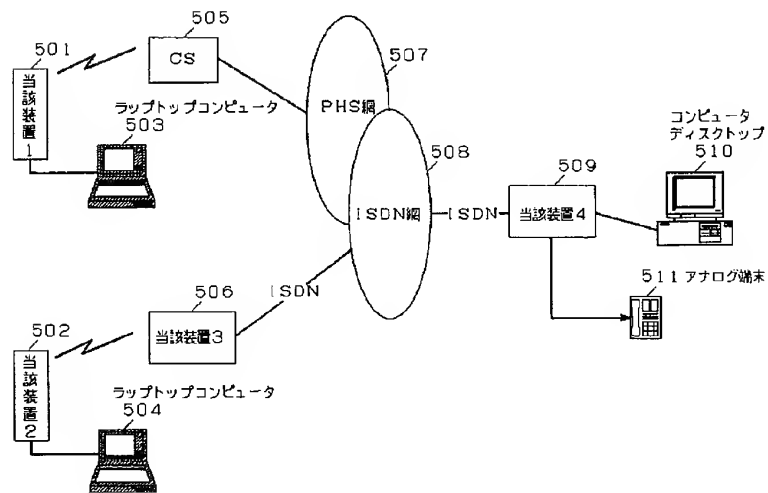 505
501
CS
507
当該装置1
PHS網
ラップトップコンピュータ
503
508
コンピュータ
ディスクトップ
510
509
ISDN網
ISDN
当該装置4
511 アナログ端末
506
ISDN
502
当該装置3
当該装置2
ラップトップコンピュータ
504